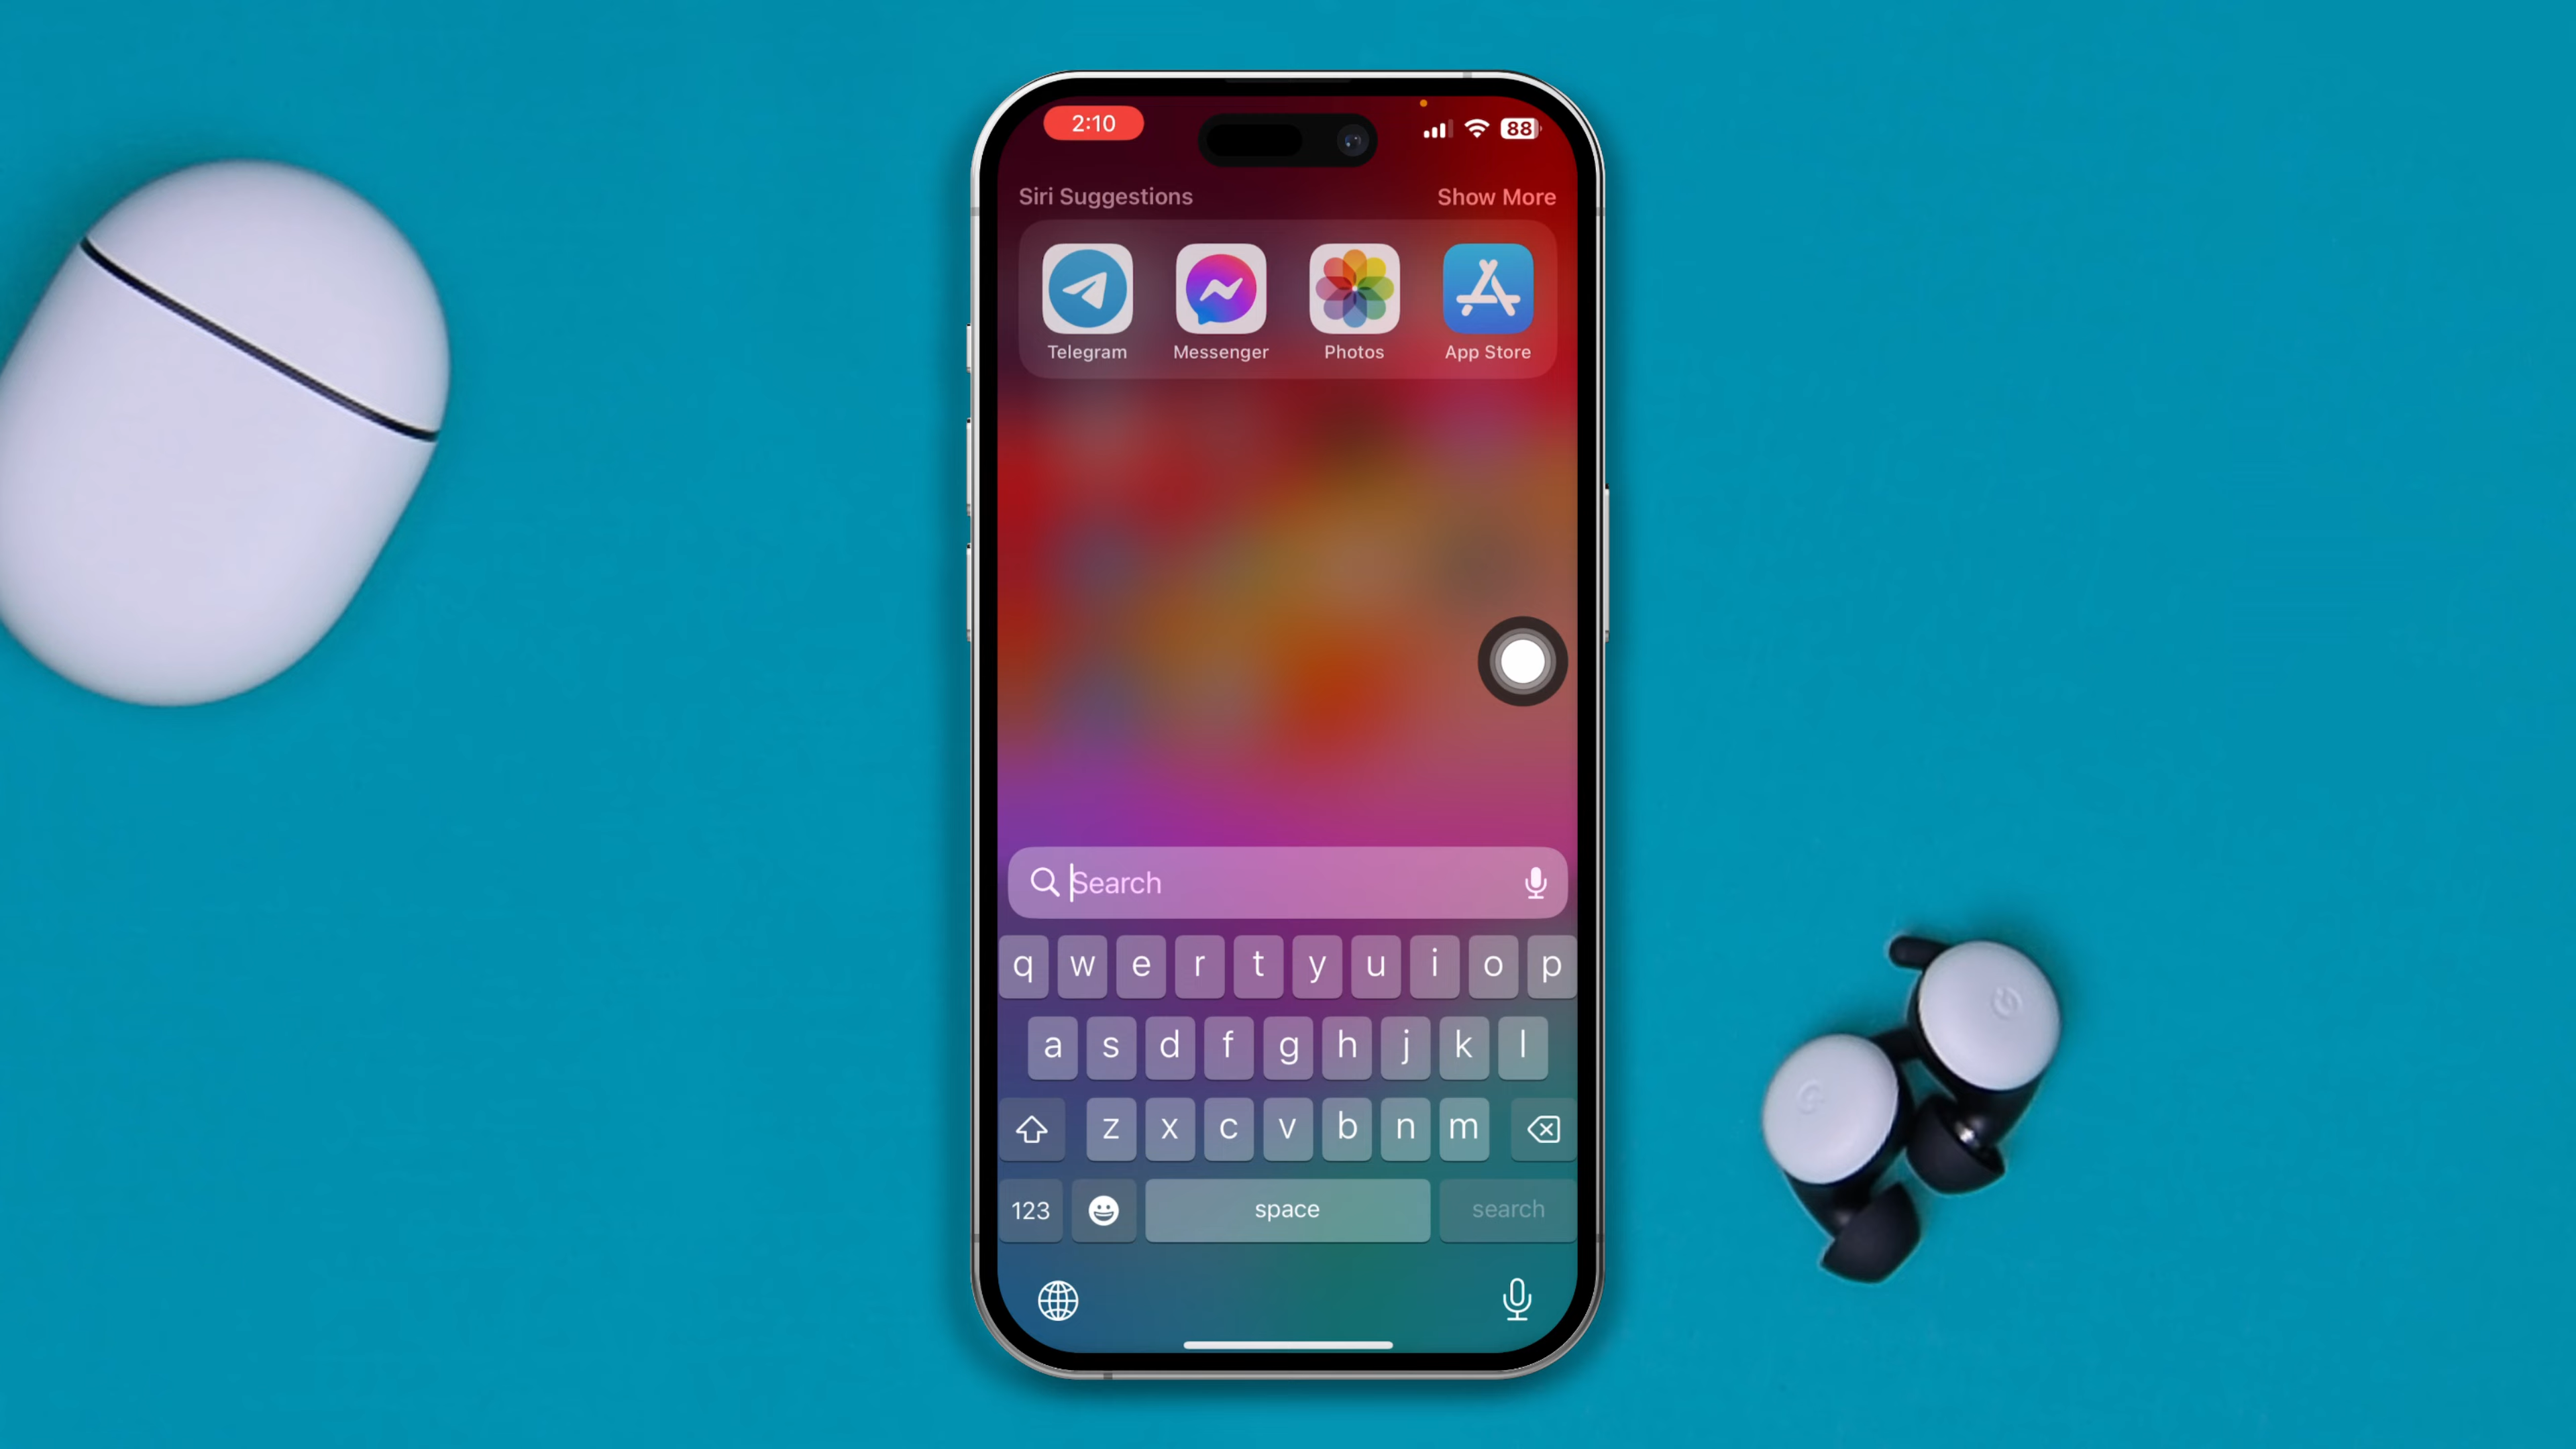 2:10
88
Siri Suggestions Show More
Telegram Messenger Photos App Store
Search
q w e r t y u i o p
a s d f g h j k l
z x c v b n m
123 space search